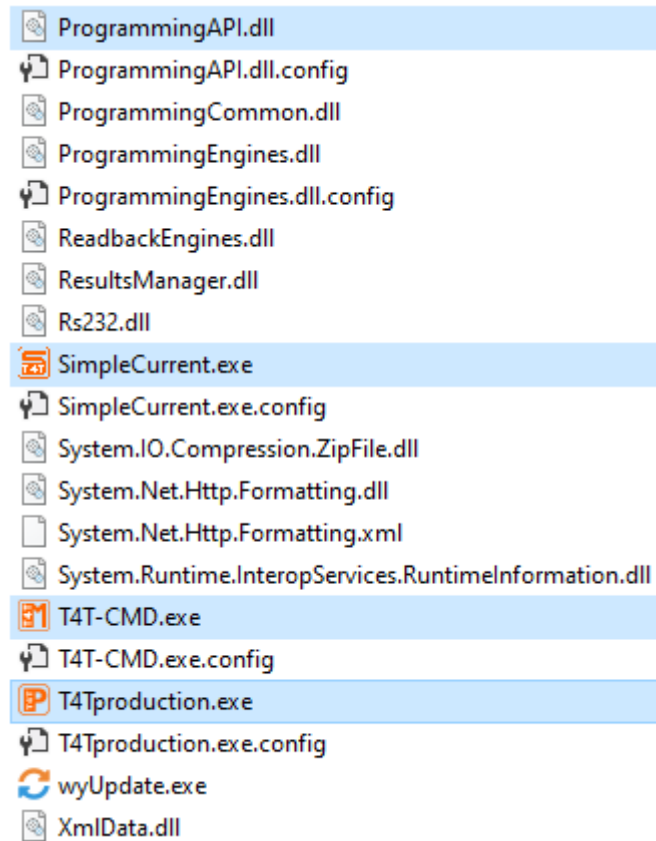 ProgrammingAPI.dll
ProgrammingAPI.dll.config
ProgrammingCommon.dll
ProgrammingEngines.dll
ProgrammingEngines.dll.config
ReadbackEngines.dll
ResultsManager.dll
Rs232.dll
SimpleCurrent.exe
SimpleCurrent.exe.config
System.IO.Compression.ZipFile.dll
System.Net.Http.Formatting.dll
System.Net.Http.Formatting.xml
System.Runtime.InteropServices.RuntimeInformation.dll
T4T-CMD.exe
T4T-CMD.exe.config
T4Tproduction.exe
T4Tproduction.exe.config
wyUpdate.exe
XmlData.dll